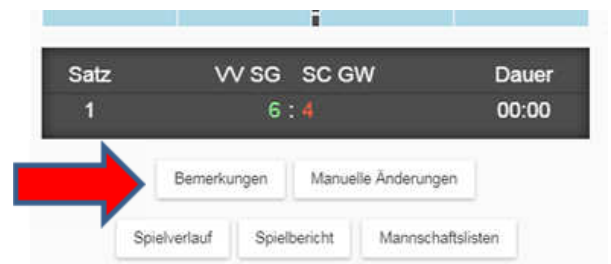 Satz VV SG SC GW Dauer
1 6 : 4 00:00
Bemerkungen Manuelle Änderungen
Spielverlauf Spielbericht Mannschaftslisten